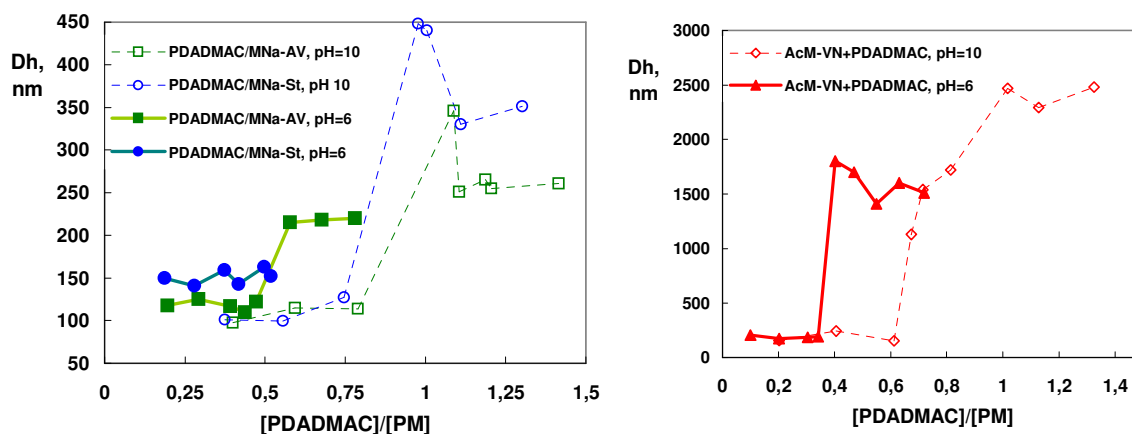 Dh,
nm
450
400
350
300
250
200
150
100
50
PDADMAC/MNa-AV, pH=10
PDADMAC/MNa-St, pH 10
PDADMAC/MNa-AV, pH=6
PDADMAC/MNa-St, pH=6
0
0,25
0,5
0,75
1
1,25
1,5
[PDADMAC]/[PM]
Dh,
nm
3000
2500
2000
1500
1000
500
0
AcM-VN+PDADMAC, pH=10
AcM-VN+PDADMAC, pH=6
0
0,2
0,4
0,6
0,8
1
1,2
1,4
[PDADMAC]/[PM]